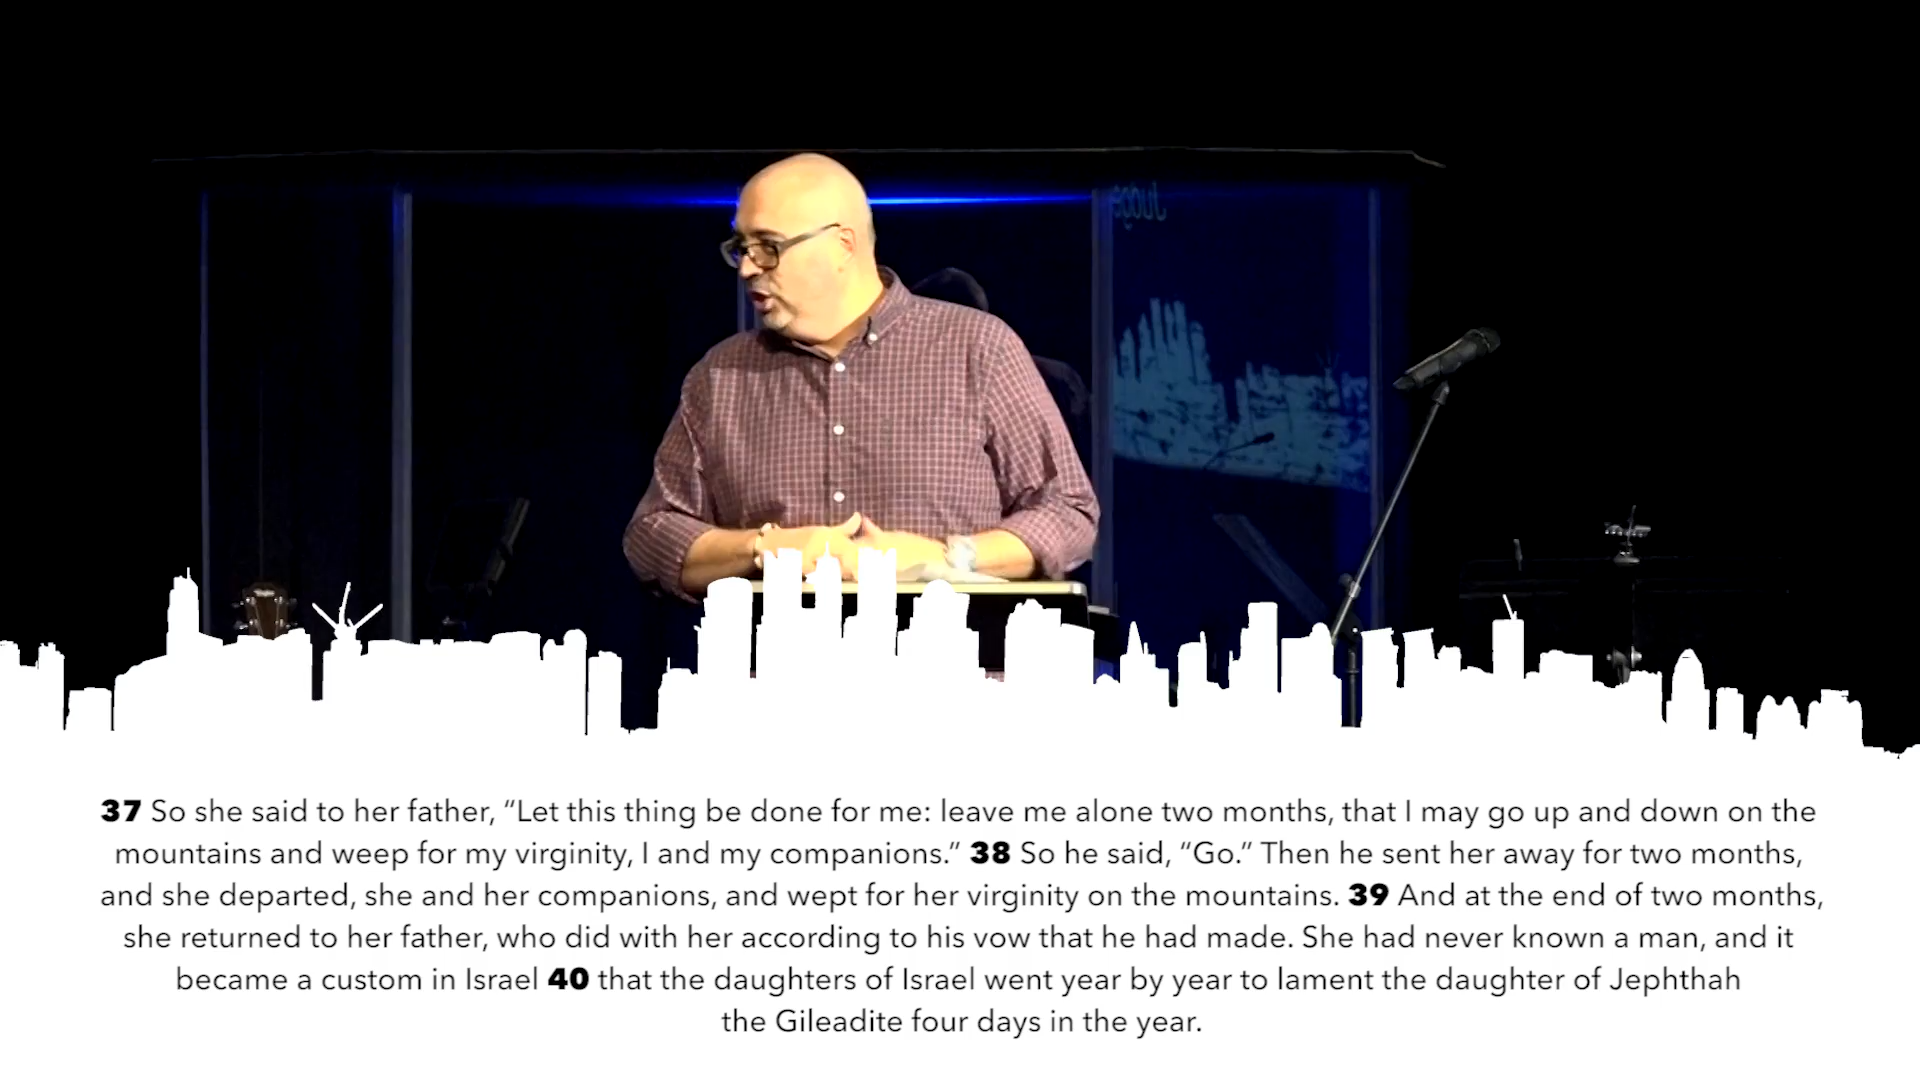 37 So she said to her father, “Let this thing be done for me: leave me alone two months, that I may go up and down on the
mountains and weep for my virginity, I and my companions.” 38 So he said, “Go.” Then he sent her away for two months,
and she departed, she and her companions, and wept for her virginity on the mountains. 39 And at the end of two months,
she returned to her father, who did with her according to his vow that he had made. She had never known a man, and it
became a custom in Israel 40 that the daughters of Israel went year by year to lament the daughter of Jephthah
the Gileadite four days in the year.